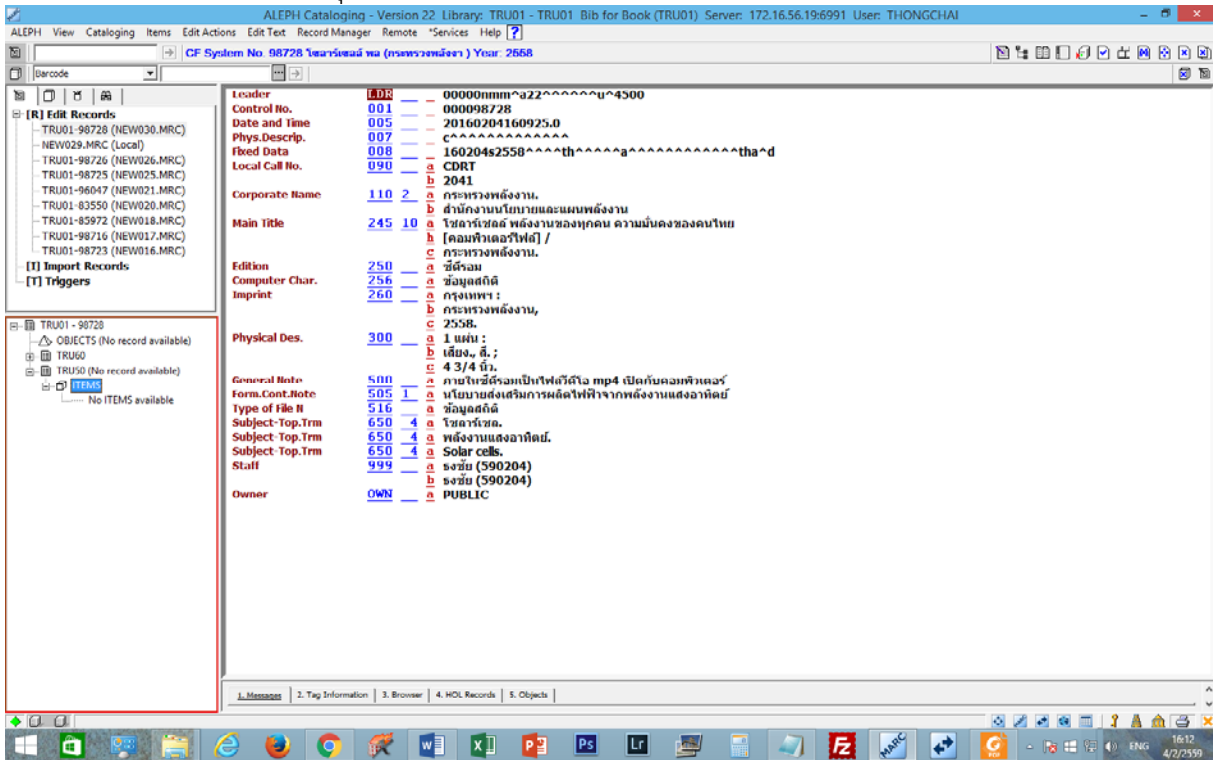 ALEPH Cataloging - Version 22 Library: TRU01 - TRU01 Bib for Book (TRU01) Server: 172.16.56.19:6991 User: THONGCHAI
ALEPH View Cataloging Items Edit Actions Edit Text Record Manager Remote *Services Help ?
CF System No. 98728 โซลาร์เซลล์ พล (กระทรวงพลังงา ) Year: 2558
Barcode
[R] Edit Records
TRU01-98728 (NEW030.MRC)
NEW029.MRC (Local)
TRU01-98726 (NEW026.MRC)
TRU01-98725 (NEW025.MRC)
TRU01-96047 (NEW021.MRC)
TRU01-83550 (NEW020.MRC)
TRU01-85972 (NEW018.MRC)
TRU01-98716 (NEW017.MRC)
TRU01-98723 (NEW016.MRC)
[I] Import Records
[T] Triggers
TRU01 - 98728
OBJECTS (No record available)
TRU60
TRU50 (No record available)
ITEMS
No ITEMS available
Leader LDR 00000nmm^a22^^^^^^u^4500
Control No. 001 000098728
Date and Time 005 20160204160925.0
Phys.Descrip. 007 c^^^^^^^^^^^^^
Fixed Data 008 160204s2558^^^^th^^^^^a^^^^^^^^^^^^tha^d
Local Call No. 090 a CDRT
b 2041
Corporate Name 110 2 a กระทรวงพลังงาน.
b สำนักงานนโยบายและแผนพลังงาน
Main Title 245 10 a โซลาร์เซลล์ พลังงานของทุกคน ความมั่นคงของคนไทย
h [คอมพิวเตอร์ไฟล์] /
c กระทรวงพลังงาน.
Edition 250 a ซีดีรอม
Computer Char. 256 a ข้อมูลสถิติ
Imprint 260 a กรุงเทพฯ :
b กระทรวงพลังงาน,
c 2558.
Physical Des. 300 a 1 แผ่น :
b เสียง., สี. ;
c 4 3/4 นิ้ว.
General Note 500 a ภายในซีดีรอมเป็นไฟล์วีดีโอ mp4 เปิดกับคอมพิวเตอร์
Form.Cont.Note 505 1 a นโยบายส่งเสริมการผลิตไฟฟ้าจากพลังงานแสงอาทิตย์
Type of File N 516 a ข้อมูลสถิติ
Subject-Top.Trm 650 4 a โซลาร์เซล.
Subject-Top.Trm 650 4 a พลังงานแสงอาทิตย์.
Subject-Top.Trm 650 4 a Solar cells.
Staff 999 a ธงชัย (590204)
b ธงชัย (590204)
Owner OWN a PUBLIC
1. Messages 2. Tag Information 3. Browser 4. HOL Records 5. Objects
ENG 16:12
4/2/2559